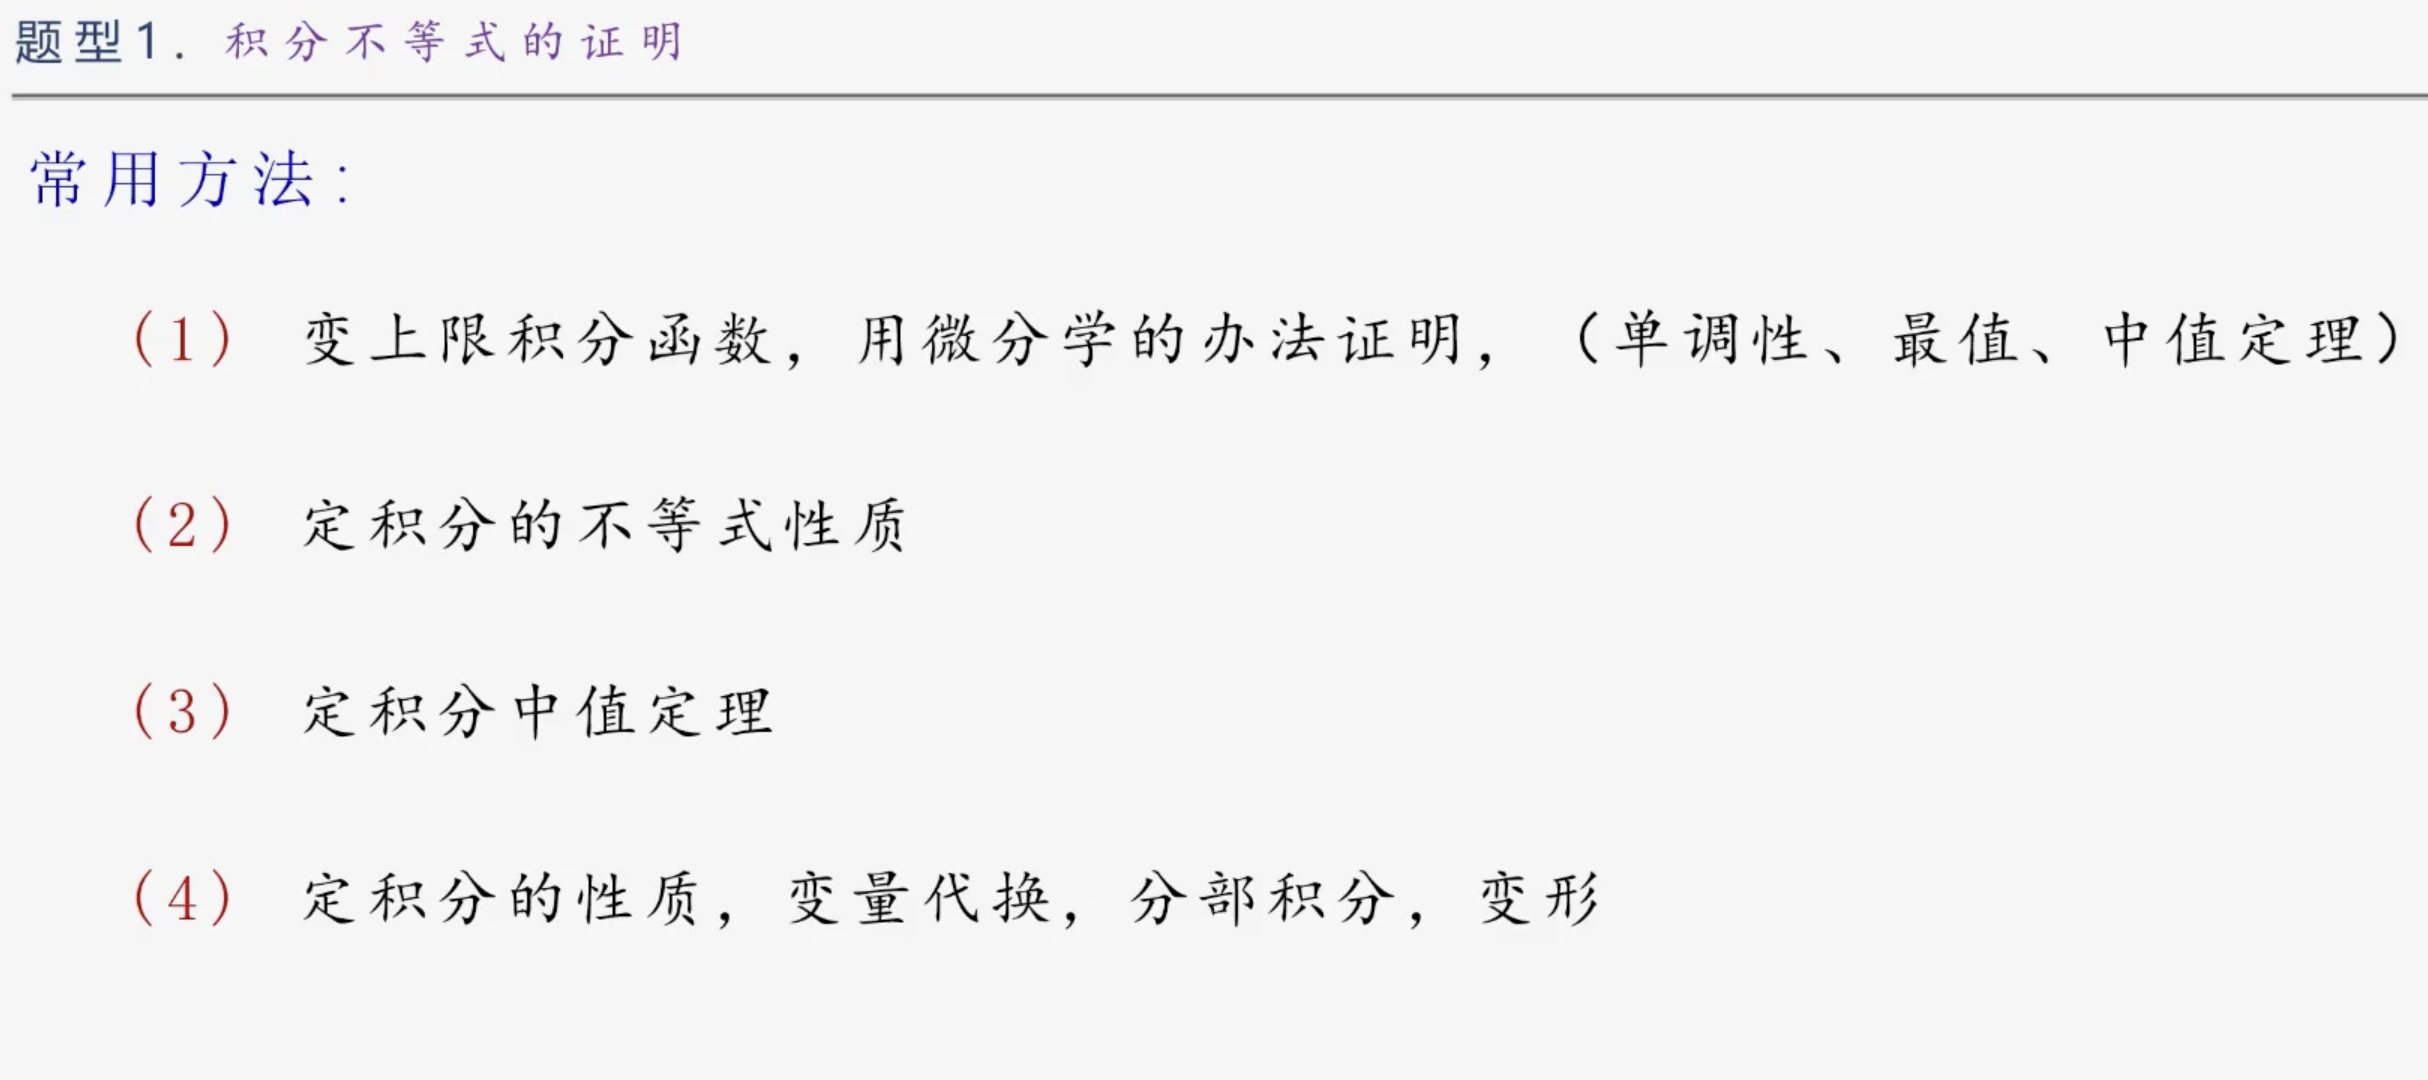 题型1. 积分不等式的证明
常用方法:
(1) 变上限积分函数，用微分学的办法证明，（单调性、最值、中值定理）
(2) 定积分的不等式性质
(3) 定积分中值定理
(4) 定积分的性质，变量代换，分部积分，变形